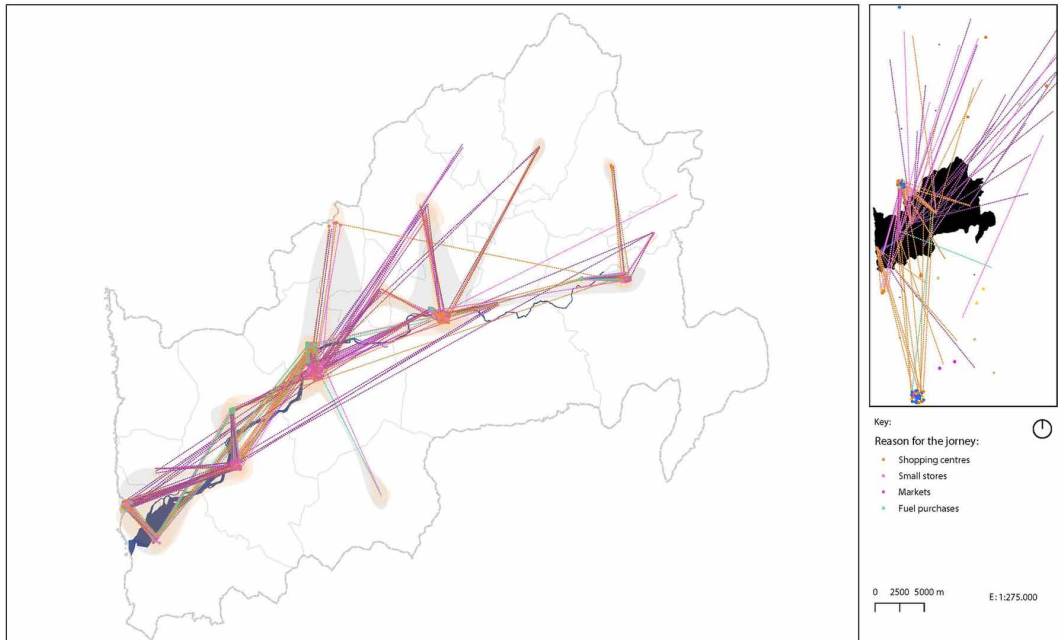 Key:
Reason for the jorney:
Shopping centres
Small stores
Markets
Fuel purchases
0 2500 5000 m
E: 1:275.000